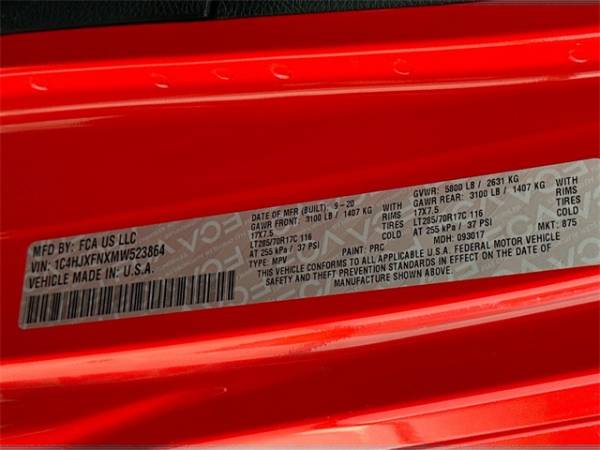 MFD BY: FCA US LLC
VIN: 1C4HJXFNXMW523864
VEHICLE MADE IN U.S.A.
DATE OF MFR (BUILT): 9-20
GAWR FRONT: 3100 LB / 1407 KG WITH
17X7.5 RIMS
LT285/70R17C 116 TIRES
AT 255 kPa / 37 PSI COLD
TYPE: MPV PAINT: PRC
GVWR: 5800 LB / 2631 KG
GAWR REAR: 3100 LB / 1407 KG WITH
17X7.5 RIMS
LT285/70R17C 116 TIRES
AT 255 kPa / 37 PSI COLD
MDH: 093017 MKT: 875
THIS VEHICLE CONFORMS TO ALL APPLICABLE U.S.A. FEDERAL MOTOR VEHICLE
SAFETY AND THEFT PREVENTION STANDARDS IN EFFECT ON THE DATE OF
MANUFACTURE SHOWN ABOVE.